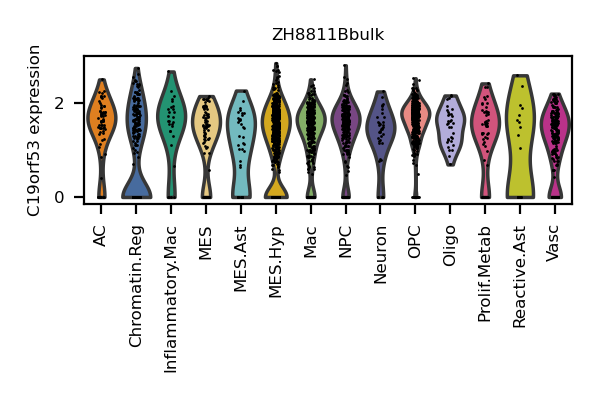 ZH8811Bbulk
C19orf53 expression
2
0
AC
Chromatin.Reg
Inflammatory.Mac
MES
MES.Ast
MES.Hyp
Mac
NPC
Neuron
OPC
Oligo
Prolif.Metab
Reactive.Ast
Vasc